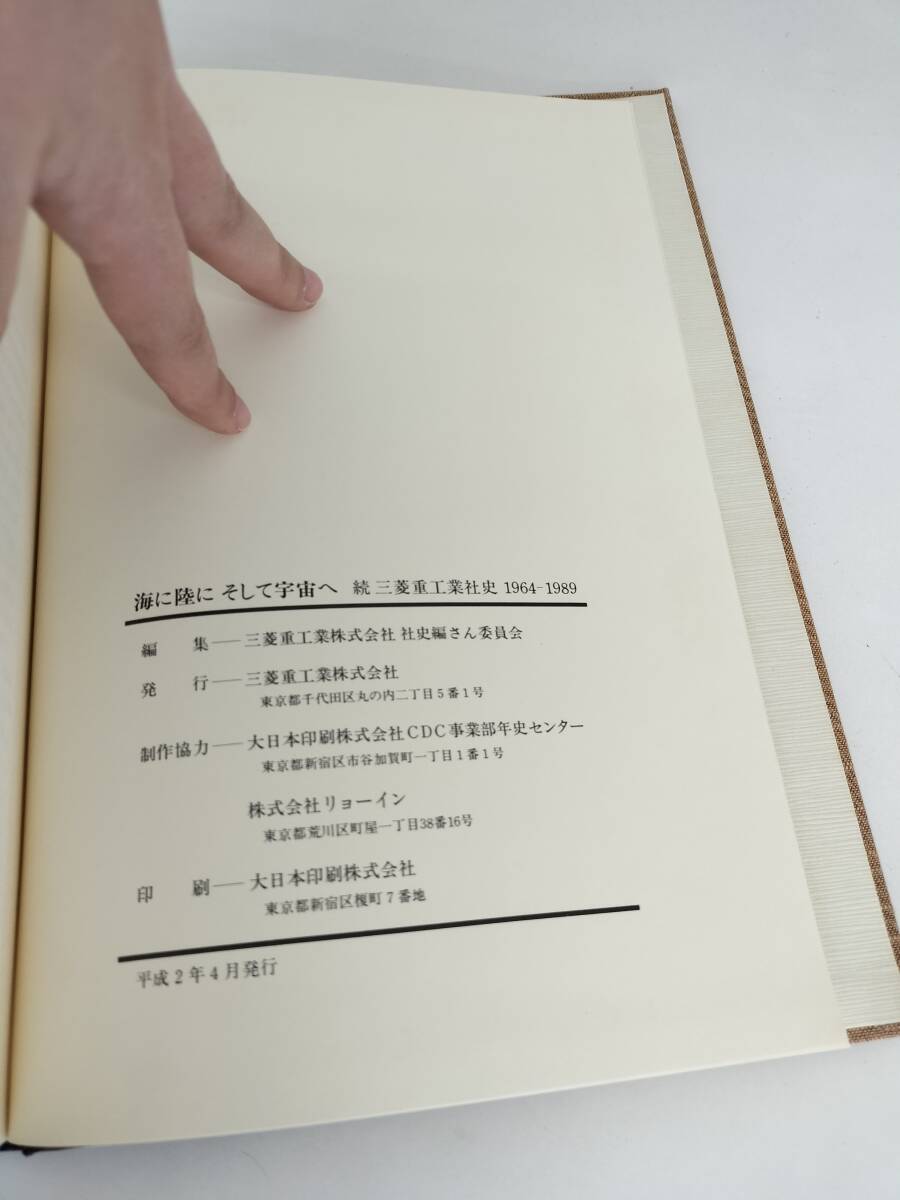 海に陸に そして宇宙へ 続 三菱重工業社史 1964-1989
編 集──三菱重工業株式会社 社史編さん委員会
発 行──三菱重工業株式会社
東京都千代田区丸の内二丁目5番1号
制作協力──大日本印刷株式会社CDC事業部年史センター
東京都新宿区市谷加賀町一丁目1番1号
株式会社リョーイン
東京都荒川区町屋一丁目38番16号
印 刷──大日本印刷株式会社
東京都新宿区榎町7番地
平成2年4月発行